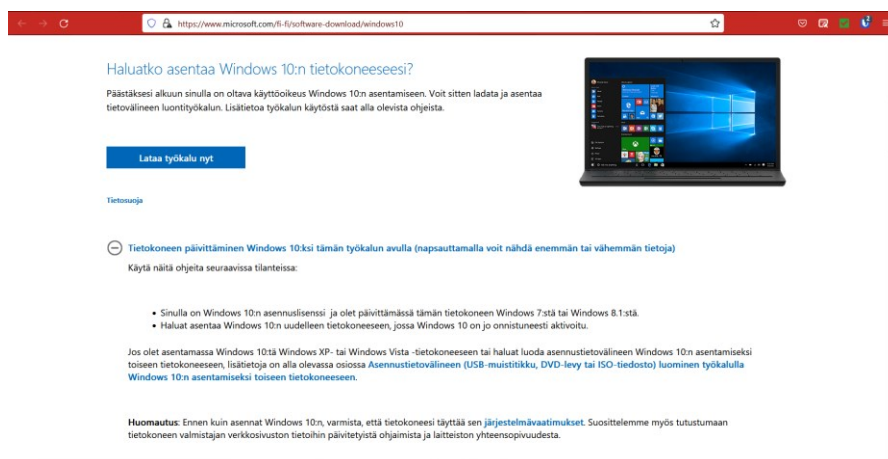 https://www.microsoft.com/fi-fi/software-download/windows10
Haluatko asentaa Windows 10:n tietokoneeseesi?
Päästäksesi alkuun sinulla on oltava käyttöoikeus Windows 10:n asentamiseen. Voit sitten ladata ja asentaa
tietovälineen luontityökalun. Lisätietoa työkalun käytöstä saat alla olevista ohjeista.
Lataa työkalu nyt
Tietosuoja
Tietokoneen päivittäminen Windows 10:ksi tämän työkalun avulla (napsauttamalla voit nähdä enemmän tai vähemmän tietoja)
Käytä näitä ohjeita seuraavissa tilanteissa:
• Sinulla on Windows 10:n asennuslisenssi ja olet päivittämässä tämän tietokoneen Windows 7:stä tai Windows 8.1:stä.
• Haluat asentaa Windows 10:n uudelleen tietokoneeseen, jossa Windows 10 on jo onnistuneesti aktivoitu.
Jos olet asentamassa Windows 10:tä Windows XP- tai Windows Vista -tietokoneeseen tai haluat luoda asennustietovälineen Windows 10:n asentamiseksi
toiseen tietokoneeseen, lisätietoja on alla olevassa osiossa Asennustietovälineen (USB-muistitikku, DVD-levy tai ISO-tiedosto) luominen työkalulla
Windows 10:n asentamiseksi toiseen tietokoneeseen.
Huomautus: Ennen kuin asennat Windows 10:n, varmista, että tietokoneesi täyttää sen järjestelmävaatimukset. Suosittelemme myös tutustumaan
tietokoneen valmistajan verkkosivuston tietoihin päivitetyistä ohjaimista ja laitteiston yhteensopivuudesta.